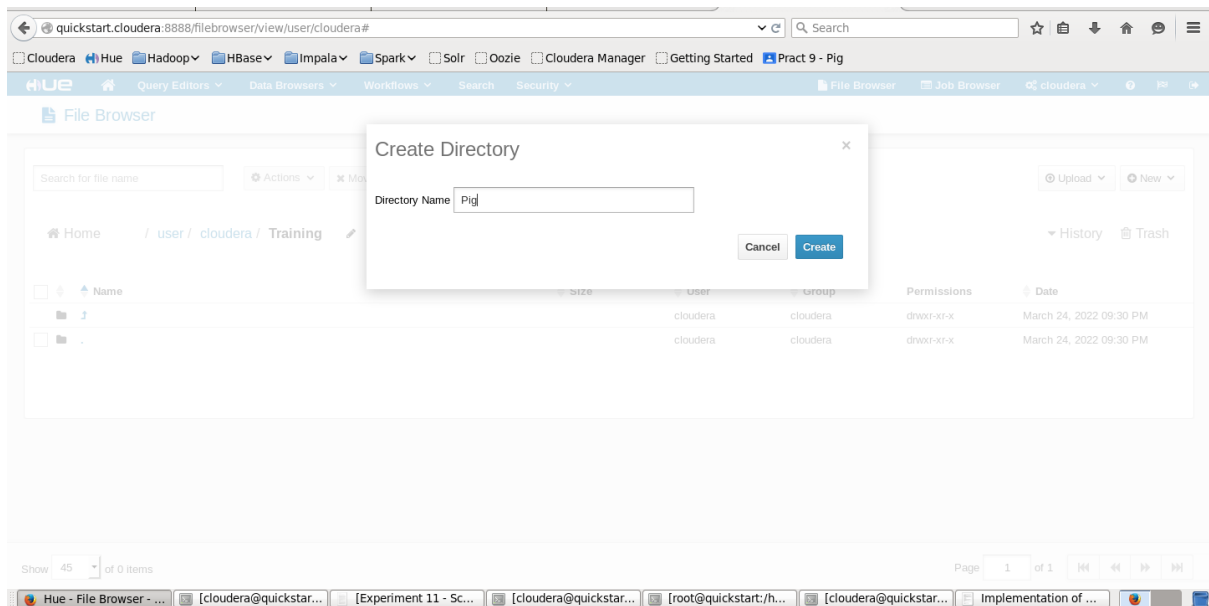 quickstart.cloudera:8888/filebrowser/view/user/cloudera#
Search
Cloudera Hue Hadoop HBase Impala Spark Solr Oozie Cloudera Manager Getting Started Pract 9 - Pig
HUE Query Editors Data Browsers Workflows Search Security File Browser Job Browser cloudera
File Browser
Create Directory ×
Search for file name Actions Mov Upload New
Directory Name Pig
Home / user / cloudera / Training History Trash
Cancel Create
Name Size User Group Permissions Date
cloudera cloudera drwxr-xr-x March 24, 2022 09:30 PM
. cloudera cloudera drwxr-xr-x March 24, 2022 09:30 PM
Show 45 of 0 items Page 1 of 1
Hue - File Browser - ... [cloudera@quickstar... [Experiment 11 - Sc... [cloudera@quickstar... [root@quickstart:/h... [cloudera@quickstar... Implementation of ...